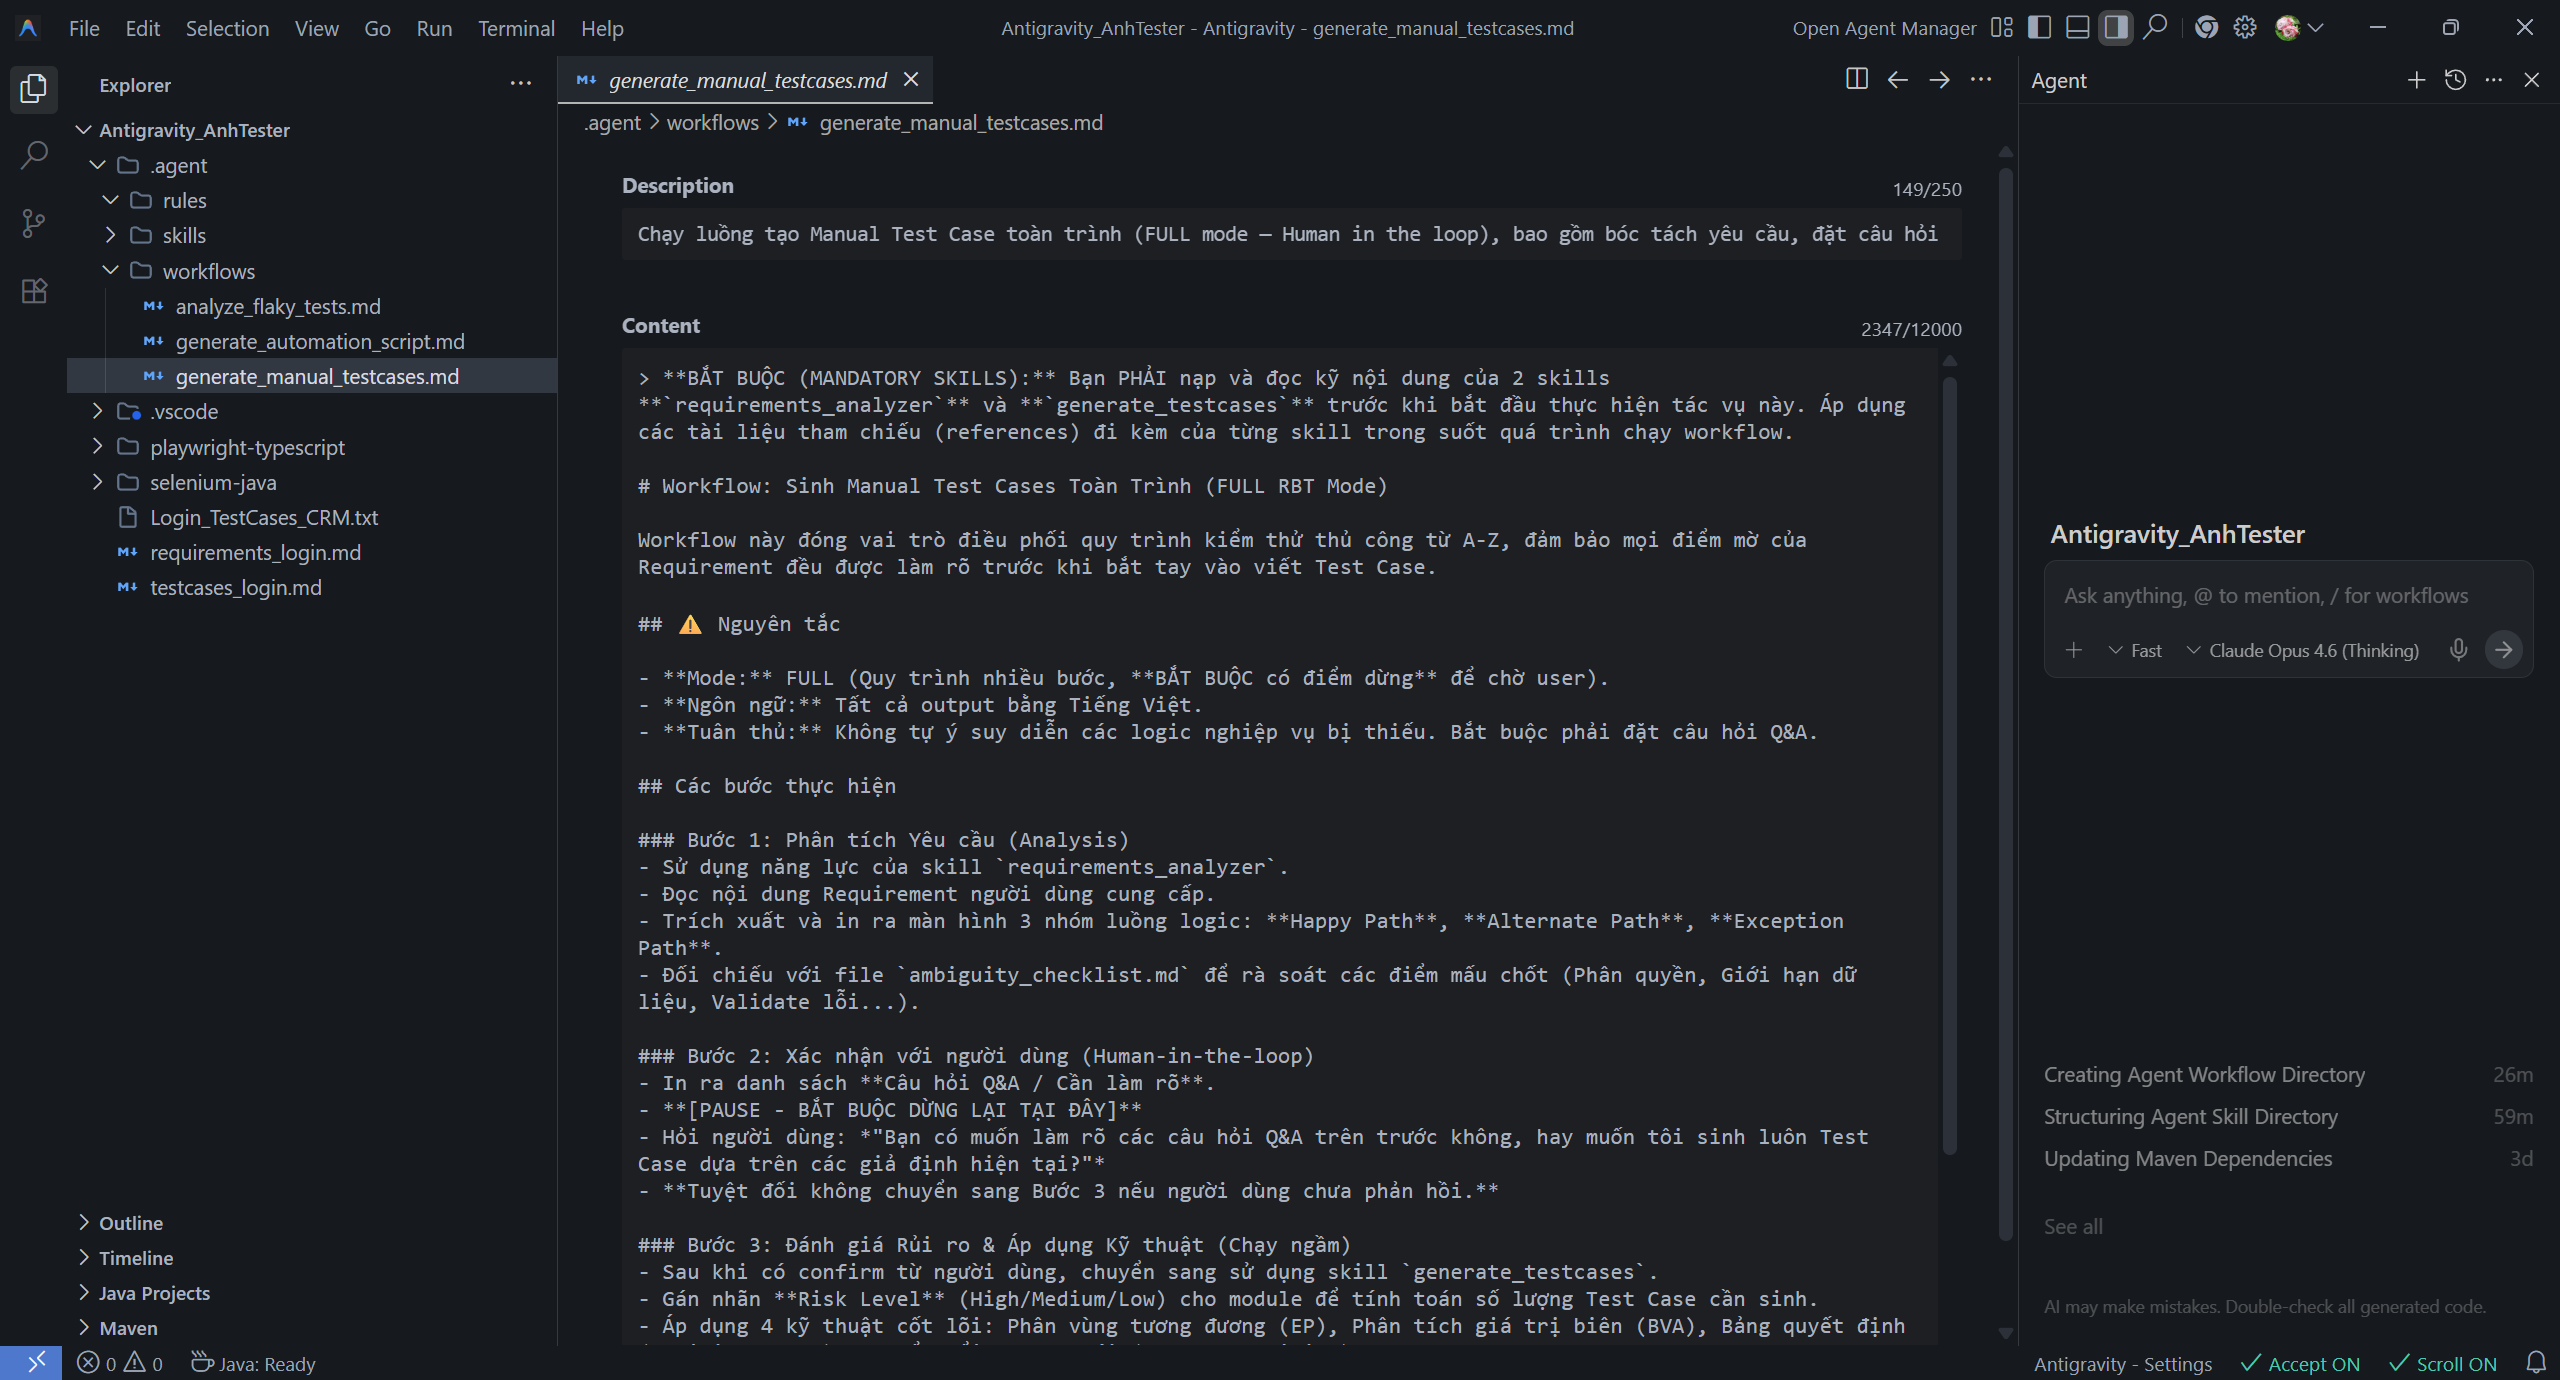 File Edit Selection View Go Run Terminal Help
Antigravity_AnhTester - Antigravity - generate_manual_testcases.md
Open Agent Manager
Explorer
Antigravity_AnhTester
.agent
rules
skills
workflows
analyze_flaky_tests.md
generate_automation_script.md
generate_manual_testcases.md
.vscode
playwright-typescript
selenium-java
Login_TestCases_CRM.txt
requirements_login.md
testcases_login.md
Outline
Timeline
Java Projects
Maven
generate_manual_testcases.md
.agent > workflows > generate_manual_testcases.md
Description
149/250
Chạy luồng tạo Manual Test Case toàn trình (FULL mode – Human in the loop), bao gồm bóc tách yêu cầu, đặt câu hỏi
Content
2347/12000
> **BẮT BUỘC (MANDATORY SKILLS):** Bạn PHẢI nạp và đọc kỹ nội dung của 2 skills
**`requirements_analyzer`** và **`generate_testcases`** trước khi bắt đầu thực hiện tác vụ này. Áp dụng
các tài liệu tham chiếu (references) đi kèm của từng skill trong suốt quá trình chạy workflow.
# Workflow: Sinh Manual Test Cases Toàn Trình (FULL RBT Mode)
Workflow này đóng vai trò điều phối quy trình kiểm thử thủ công từ A-Z, đảm bảo mọi điểm mờ của
Requirement đều được làm rõ trước khi bắt tay vào viết Test Case.
## ⚠️ Nguyên tắc
- **Mode:** FULL (Quy trình nhiều bước, **BẮT BUỘC có điểm dừng** để chờ user).
- **Ngôn ngữ:** Tất cả output bằng Tiếng Việt.
- **Tuân thủ:** Không tự ý suy diễn các logic nghiệp vụ bị thiếu. Bắt buộc phải đặt câu hỏi Q&A.
## Các bước thực hiện
### Bước 1: Phân tích Yêu cầu (Analysis)
- Sử dụng năng lực của skill `requirements_analyzer`.
- Đọc nội dung Requirement người dùng cung cấp.
- Trích xuất và in ra màn hình 3 nhóm luồng logic: **Happy Path**, **Alternate Path**, **Exception
Path**.
- Đối chiếu với file `ambiguity_checklist.md` để rà soát các điểm mấu chốt (Phân quyền, Giới hạn dữ
liệu, Validate lỗi...).
### Bước 2: Xác nhận với người dùng (Human-in-the-loop)
- In ra danh sách **Câu hỏi Q&A / Cần làm rõ**.
- **[PAUSE - BẮT BUỘC DỪNG LẠI TẠI ĐÂY]**
- Hỏi người dùng: *"Bạn có muốn làm rõ các câu hỏi Q&A trên trước không, hay muốn tôi sinh luôn Test
Case dựa trên các giả định hiện tại?"*
- **Tuyệt đối không chuyển sang Bước 3 nếu người dùng chưa phản hồi.**
### Bước 3: Đánh giá Rủi ro & Áp dụng Kỹ thuật (Chạy ngầm)
- Sau khi có confirm từ người dùng, chuyển sang sử dụng skill `generate_testcases`.
- Gán nhãn **Risk Level** (High/Medium/Low) cho module để tính toán số lượng Test Case cần sinh.
- Áp dụng 4 kỹ thuật cốt lõi: Phân vùng tương đương (EP), Phân tích giá trị biên (BVA), Bảng quyết định
Agent
Antigravity_AnhTester
Ask anything, @ to mention, / for workflows
Fast Claude Opus 4.6 (Thinking)
Creating Agent Workflow Directory 26m
Structuring Agent Skill Directory 59m
Updating Maven Dependencies 3d
See all
AI may make mistakes. Double-check all generated code.
0 0 Java: Ready
Antigravity - Settings Accept ON Scroll ON